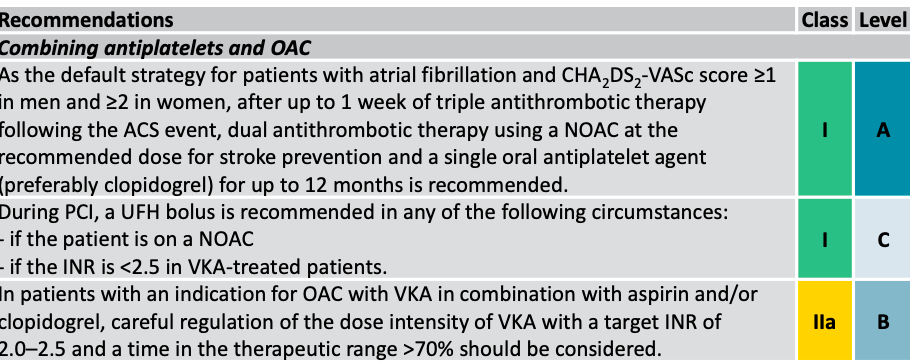 Recommendations Class Level
Combining antiplatelets and OAC
As the default strategy for patients with atrial fibrillation and CHA₂DS₂-VASc score ≥1
in men and ≥2 in women, after up to 1 week of triple antithrombotic therapy
following the ACS event, dual antithrombotic therapy using a NOAC at the
recommended dose for stroke prevention and a single oral antiplatelet agent
(preferably clopidogrel) for up to 12 months is recommended.
I A
During PCI, a UFH bolus is recommended in any of the following circumstances:
- if the patient is on a NOAC
- if the INR is <2.5 in VKA-treated patients.
I C
In patients with an indication for OAC with VKA in combination with aspirin and/or
clopidogrel, careful regulation of the dose intensity of VKA with a target INR of
2.0–2.5 and a time in the therapeutic range >70% should be considered.
IIa B